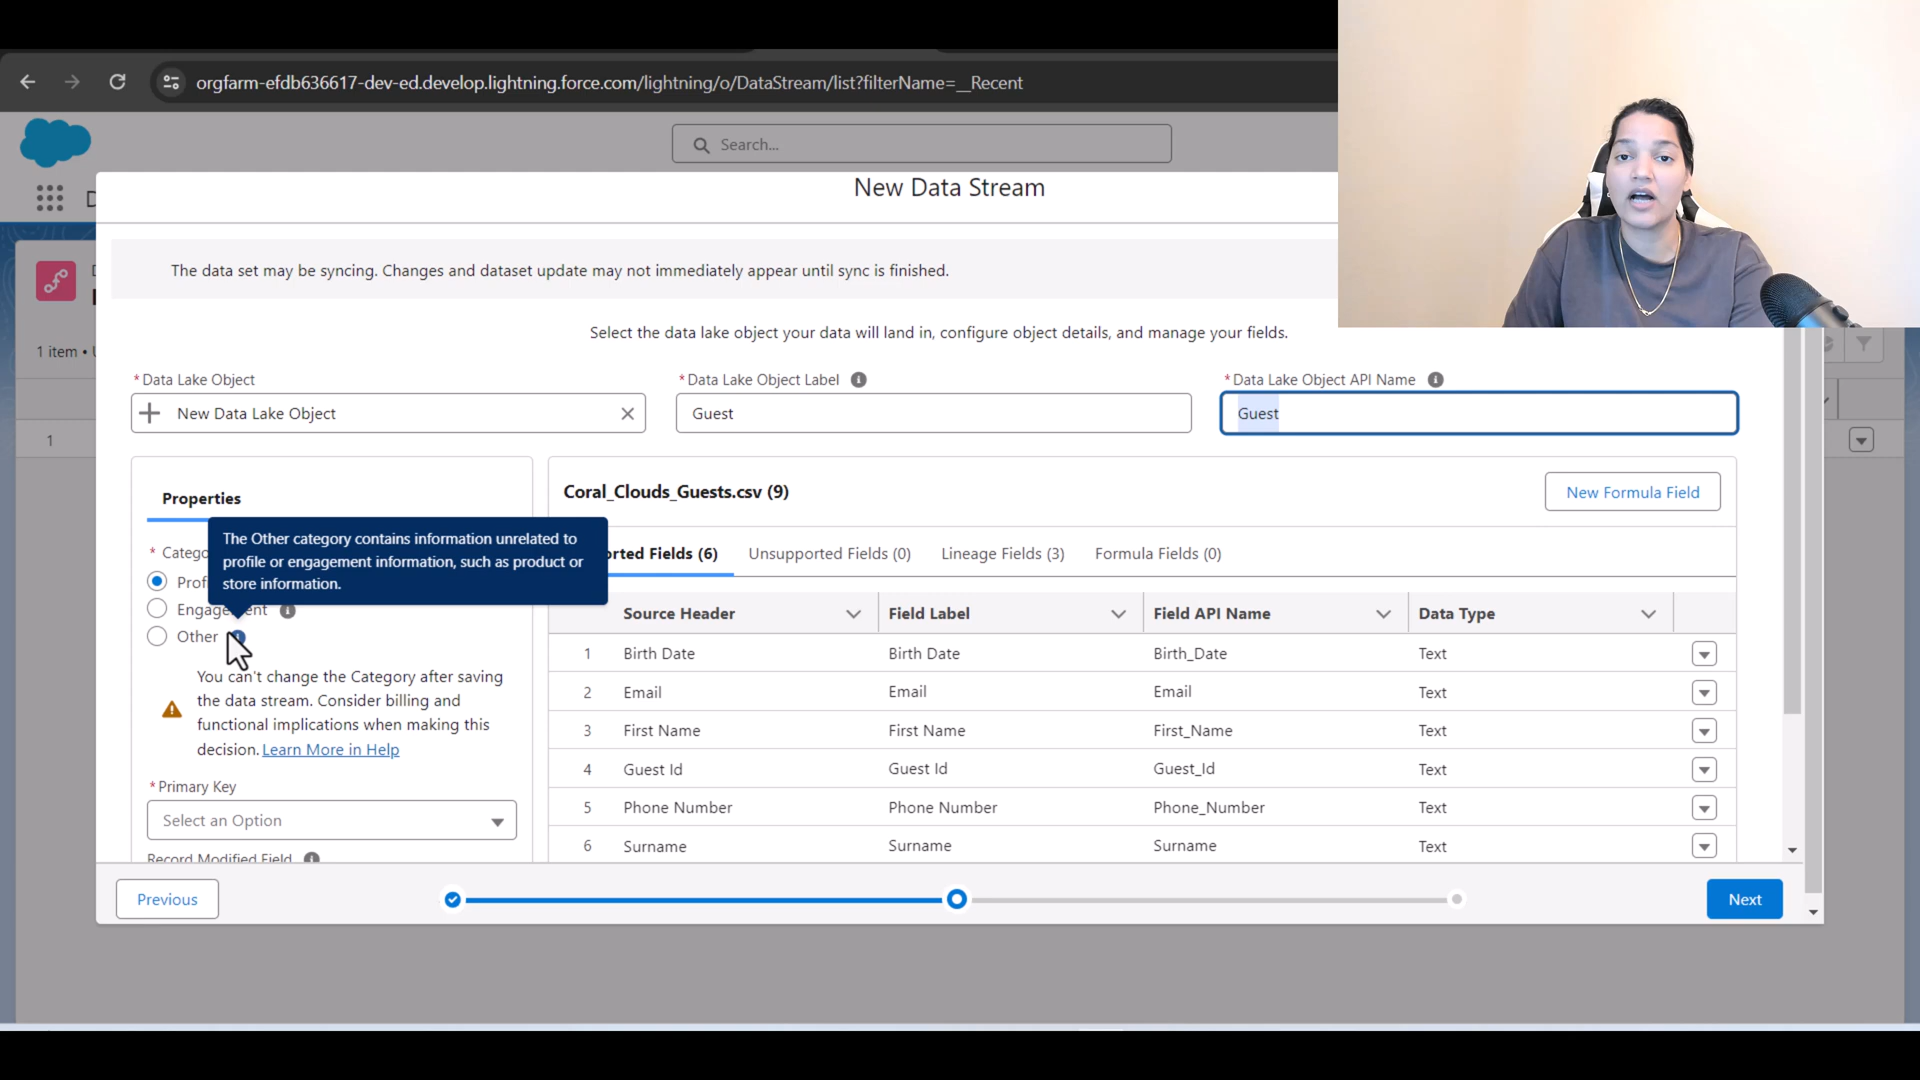 orgfarm-efdb636617-dev-ed.develop.lightning.force.com/lightning/o/DataStream/list?filterName=__Recent
Search...
New Data Stream
The data set may be syncing. Changes and dataset update may not immediately appear until sync is finished.
Select the data lake object your data will land in, configure object details, and manage your fields.
1 item •
* Data Lake Object
* Data Lake Object Label
* Data Lake Object API Name
New Data Lake Object
Guest
Guest
1
Properties
Coral_Clouds_Guests.csv (9)
New Formula Field
The Other category contains information unrelated to
profile or engagement information, such as product or
store information.
Fields (6)
Unsupported Fields (0)
Lineage Fields (3)
Formula Fields (0)
Other
You can't change the Category after saving
the data stream. Consider billing and
functional implications when making this
decision. Learn More in Help
* Primary Key
Select an Option
Record Modified Field
Source Header
Field Label
Field API Name
Data Type
1 Birth Date Birth Date Birth_Date Text
2 Email Email Email Text
3 First Name First Name First_Name Text
4 Guest Id Guest Id Guest_Id Text
5 Phone Number Phone Number Phone_Number Text
6 Surname Surname Surname Text
Previous
Next